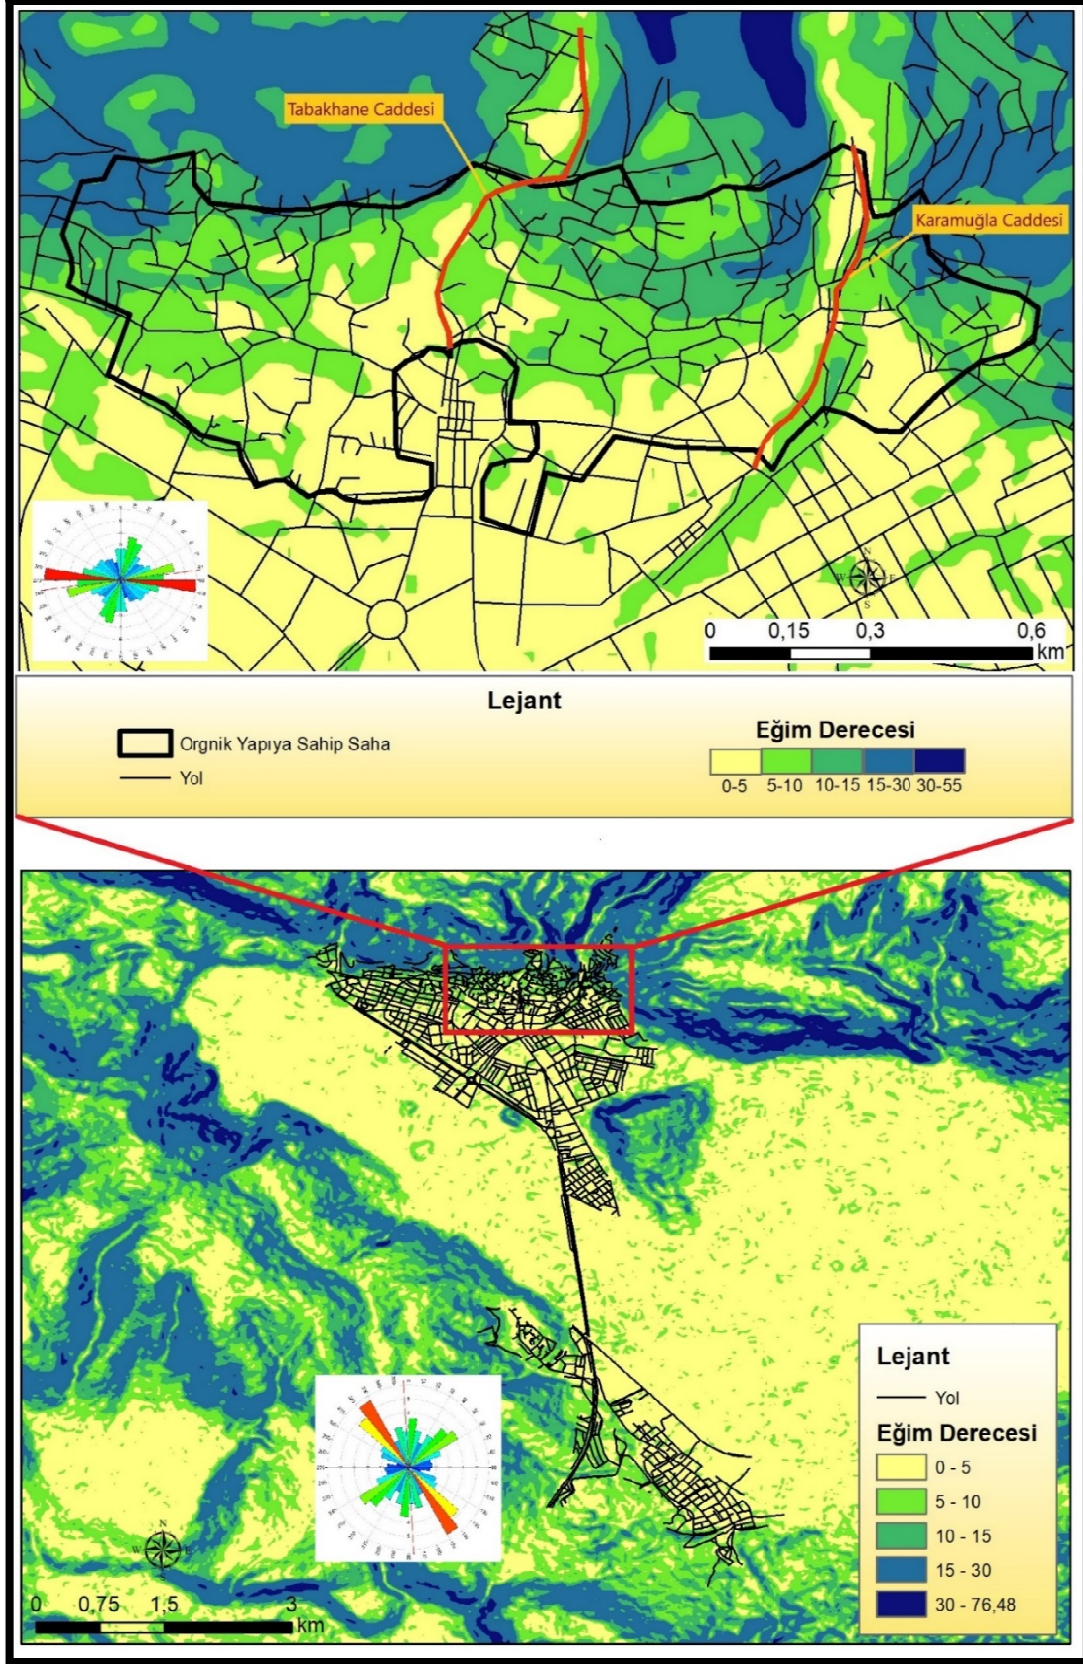 Tabakhane Caddesi
Karamuğla Caddesi
N
W E
S
0 0,15 0,3 0,6
km
Lejant
Orgnik Yapıya Sahip Saha
Yol
Eğim Derecesi
0-5 5-10 10-15 15-30 30-55
Lejant
Yol
Eğim Derecesi
0 - 5
5 - 10
10 - 15
15 - 30
30 - 76,48
N
W E
S
0 0,75 1,5 3
km